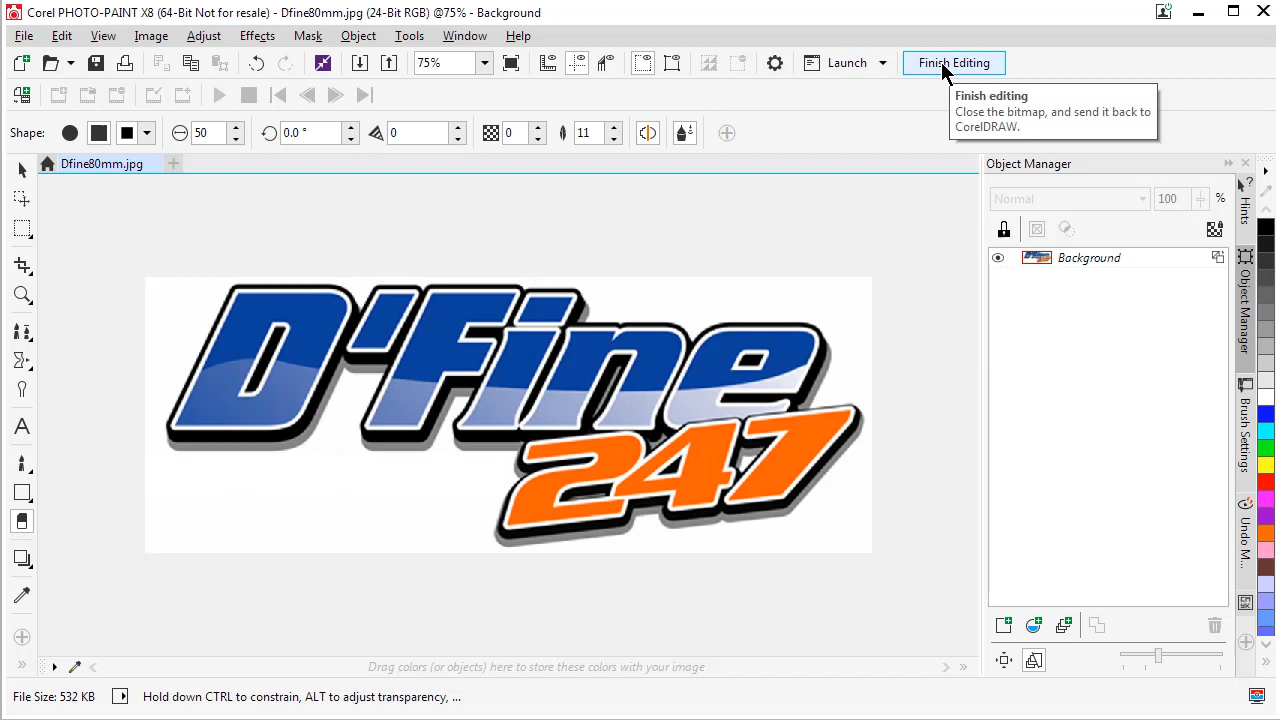 Corel PHOTO-PAINT X8 (64-Bit Not for resale) - Dfine80mm.jpg (24-Bit RGB) @75% - Background
File Edit View Image Adjust Effects Mask Object Tools Window Help
75% Launch Finish Editing
Finish editing
Close the bitmap, and send it back to
CorelDRAW.
Shape: 50 0.0 ° 0 0 11
Dfine80mm.jpg
Object Manager
Normal 100 %
Background
D'Fine
247
Hints
Object Manager
Brush Settings
Undo M...
CM
YK
Drag colors (or objects) here to store these colors with your image
File Size: 532 KB Hold down CTRL to constrain, ALT to adjust transparency, ...